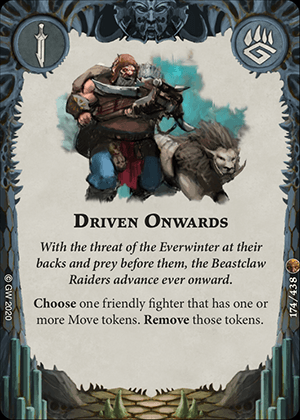 Driven Onwards
With the threat of the Everwinter at their
backs and prey before them, the Beastclaw
Raiders advance ever onward.
Choose one friendly fighter that has one or
more Move tokens. Remove those tokens.
© GW 2020
174/438